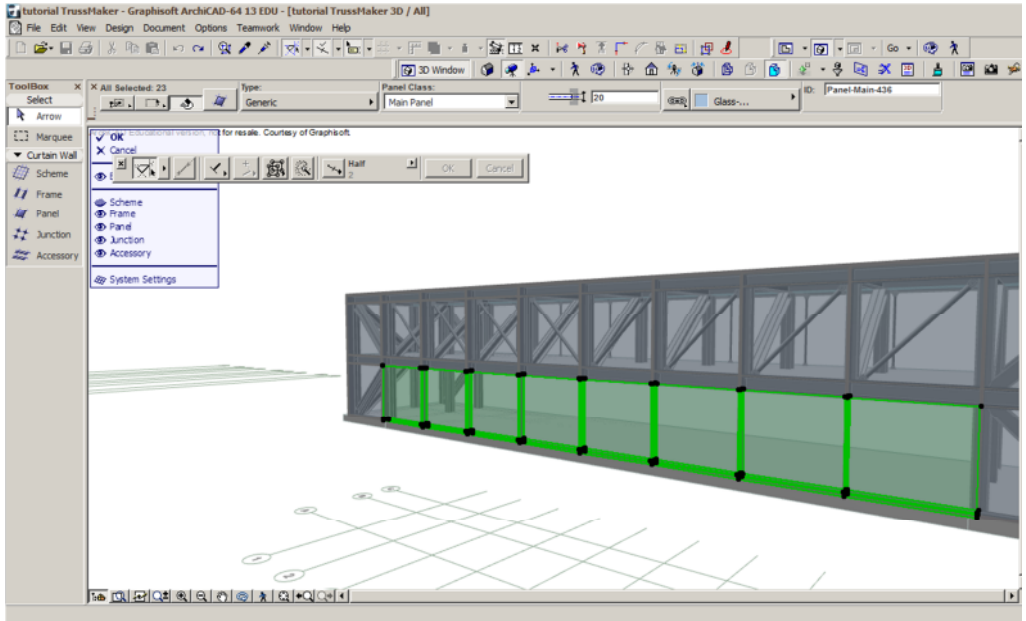 tutorial TrussMaker - Graphisoft ArchiCAD-64 13 EDU - [tutorial TrussMaker 3D / All]
File Edit View Design Document Options Teamwork Window Help
Go
3D Window
ToolBox × × All Selected: 23 Type: Panel Class: ID: Panel-Main-436
Select Generic Main Panel 20 Glass-...
Arrow
Educational version, not for resale. Courtesy of Graphisoft.
Marquee OK
Cancel
Curtain Wall
Half
2 OK Cancel
Scheme
Frame
Panel
Junction
Accessory
Scheme
Frame
Panel
Junction
Accessory
System Settings